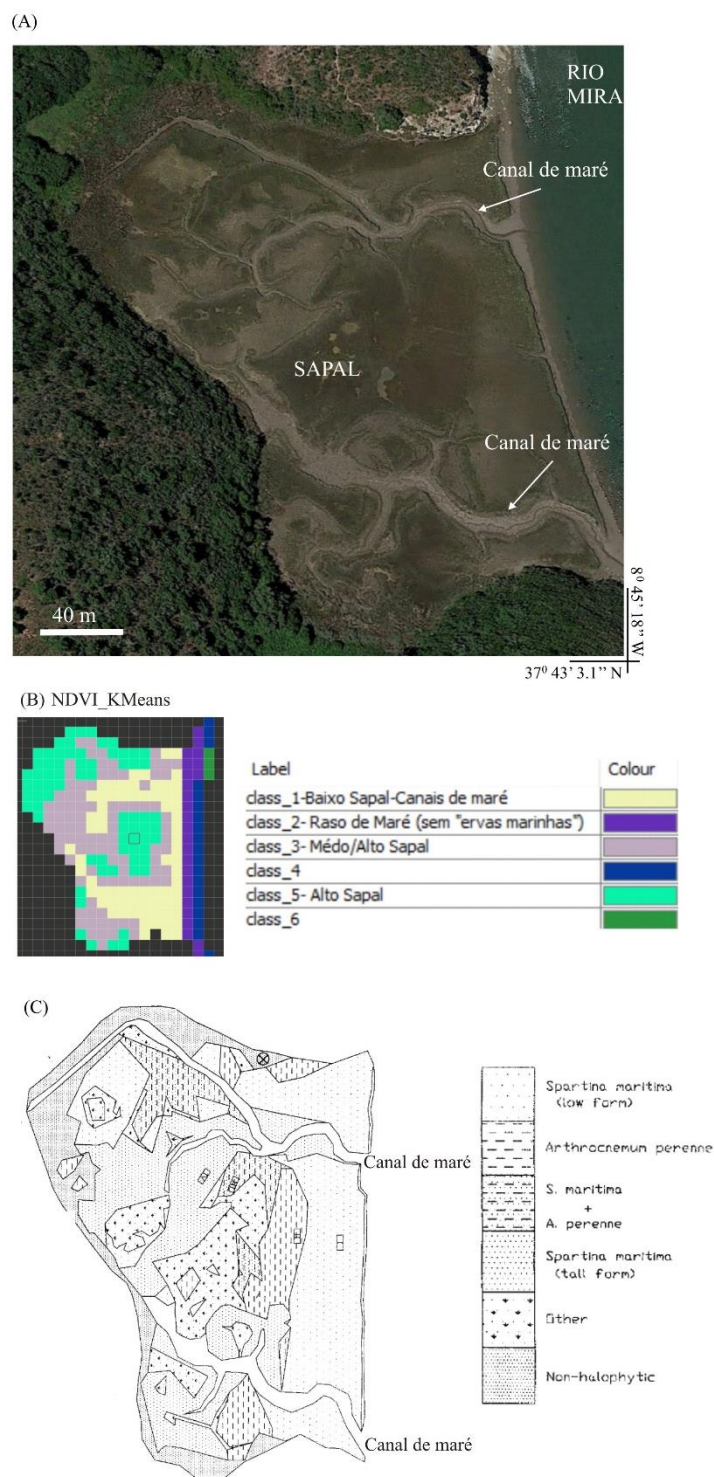 (A)
RIO
MIRA
Canal de maré
SAPAL
Canal de maré
40 m
8⁰ 45' 18'' W
37⁰ 43' 3.1'' N
(B) NDVI_KMeans
Label Colour
class_1-Baixo Sapal-Canais de maré
class_2- Raso de Maré (sem "ervas marinhas")
class_3- Médo/Alto Sapal
class_4
class_5- Alto Sapal
class_6
(C)
Canal de maré
Canal de maré
Spartina maritima
(low form)
Arthrocnemum perenne
S. maritima
+
A. perenne
Spartina maritima
(tall form)
Other
Non-halophytic